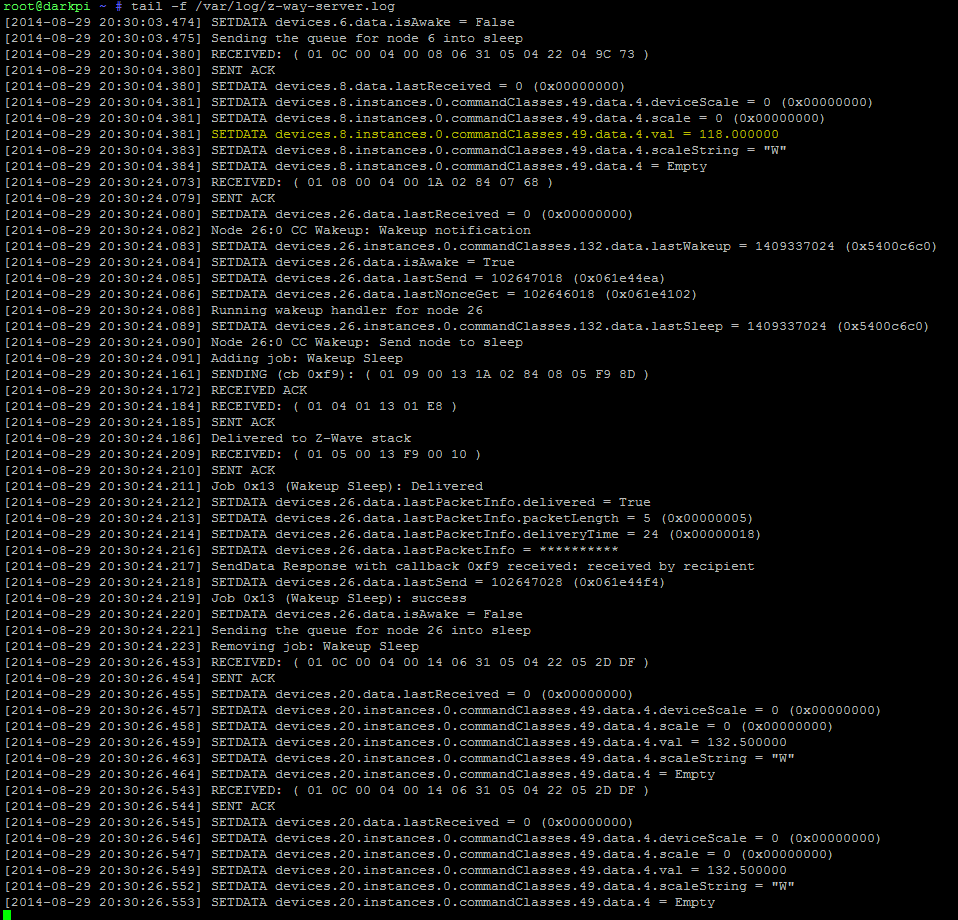 root@darkpi ~ # tail -f /var/log/z-way-server.log
[2014-08-29 20:30:03.474] SETDATA devices.6.data.isAwake = False
[2014-08-29 20:30:03.475] Sending the queue for node 6 into sleep
[2014-08-29 20:30:04.380] RECEIVED: ( 01 0C 00 04 00 08 06 31 05 04 22 04 9C 73 )
[2014-08-29 20:30:04.380] SENT ACK
[2014-08-29 20:30:04.380] SETDATA devices.8.data.lastReceived = 0 (0x00000000)
[2014-08-29 20:30:04.381] SETDATA devices.8.instances.0.commandClasses.49.data.4.deviceScale = 0 (0x00000000)
[2014-08-29 20:30:04.381] SETDATA devices.8.instances.0.commandClasses.49.data.4.scale = 0 (0x00000000)
[2014-08-29 20:30:04.381] SETDATA devices.8.instances.0.commandClasses.49.data.4.val = 118.000000
[2014-08-29 20:30:04.383] SETDATA devices.8.instances.0.commandClasses.49.data.4.scaleString = "W"
[2014-08-29 20:30:04.384] SETDATA devices.8.instances.0.commandClasses.49.data.4 = Empty
[2014-08-29 20:30:24.073] RECEIVED: ( 01 08 00 04 00 1A 02 84 07 68 )
[2014-08-29 20:30:24.079] SENT ACK
[2014-08-29 20:30:24.080] SETDATA devices.26.data.lastReceived = 0 (0x00000000)
[2014-08-29 20:30:24.082] Node 26:0 CC Wakeup: Wakeup notification
[2014-08-29 20:30:24.083] SETDATA devices.26.instances.0.commandClasses.132.data.lastWakeup = 1409337024 (0x5400c6c0)
[2014-08-29 20:30:24.084] SETDATA devices.26.data.isAwake = True
[2014-08-29 20:30:24.085] SETDATA devices.26.data.lastSend = 102647018 (0x061e44ea)
[2014-08-29 20:30:24.086] SETDATA devices.26.data.lastNonceGet = 102646018 (0x061e4102)
[2014-08-29 20:30:24.088] Running wakeup handler for node 26
[2014-08-29 20:30:24.089] SETDATA devices.26.instances.0.commandClasses.132.data.lastSleep = 1409337024 (0x5400c6c0)
[2014-08-29 20:30:24.090] Node 26:0 CC Wakeup: Send node to sleep
[2014-08-29 20:30:24.091] Adding job: Wakeup Sleep
[2014-08-29 20:30:24.161] SENDING (cb 0xf9): ( 01 09 00 13 1A 02 84 08 05 F9 8D )
[2014-08-29 20:30:24.172] RECEIVED ACK
[2014-08-29 20:30:24.184] RECEIVED: ( 01 04 01 13 01 E8 )
[2014-08-29 20:30:24.185] SENT ACK
[2014-08-29 20:30:24.186] Delivered to Z-Wave stack
[2014-08-29 20:30:24.209] RECEIVED: ( 01 05 00 13 F9 00 10 )
[2014-08-29 20:30:24.210] SENT ACK
[2014-08-29 20:30:24.211] Job 0x13 (Wakeup Sleep): Delivered
[2014-08-29 20:30:24.212] SETDATA devices.26.data.lastPacketInfo.delivered = True
[2014-08-29 20:30:24.213] SETDATA devices.26.data.lastPacketInfo.packetLength = 5 (0x00000005)
[2014-08-29 20:30:24.214] SETDATA devices.26.data.lastPacketInfo.deliveryTime = 24 (0x00000018)
[2014-08-29 20:30:24.216] SETDATA devices.26.data.lastPacketInfo = **********
[2014-08-29 20:30:24.217] SendData Response with callback 0xf9 received: received by recipient
[2014-08-29 20:30:24.218] SETDATA devices.26.data.lastSend = 102647028 (0x061e44f4)
[2014-08-29 20:30:24.219] Job 0x13 (Wakeup Sleep): success
[2014-08-29 20:30:24.220] SETDATA devices.26.data.isAwake = False
[2014-08-29 20:30:24.221] Sending the queue for node 26 into sleep
[2014-08-29 20:30:24.223] Removing job: Wakeup Sleep
[2014-08-29 20:30:26.453] RECEIVED: ( 01 0C 00 04 00 14 06 31 05 04 22 05 2D DF )
[2014-08-29 20:30:26.454] SENT ACK
[2014-08-29 20:30:26.455] SETDATA devices.20.data.lastReceived = 0 (0x00000000)
[2014-08-29 20:30:26.457] SETDATA devices.20.instances.0.commandClasses.49.data.4.deviceScale = 0 (0x00000000)
[2014-08-29 20:30:26.458] SETDATA devices.20.instances.0.commandClasses.49.data.4.scale = 0 (0x00000000)
[2014-08-29 20:30:26.459] SETDATA devices.20.instances.0.commandClasses.49.data.4.val = 132.500000
[2014-08-29 20:30:26.463] SETDATA devices.20.instances.0.commandClasses.49.data.4.scaleString = "W"
[2014-08-29 20:30:26.464] SETDATA devices.20.instances.0.commandClasses.49.data.4 = Empty
[2014-08-29 20:30:26.543] RECEIVED: ( 01 0C 00 04 00 14 06 31 05 04 22 05 2D DF )
[2014-08-29 20:30:26.544] SENT ACK
[2014-08-29 20:30:26.545] SETDATA devices.20.data.lastReceived = 0 (0x00000000)
[2014-08-29 20:30:26.546] SETDATA devices.20.instances.0.commandClasses.49.data.4.deviceScale = 0 (0x00000000)
[2014-08-29 20:30:26.547] SETDATA devices.20.instances.0.commandClasses.49.data.4.scale = 0 (0x00000000)
[2014-08-29 20:30:26.549] SETDATA devices.20.instances.0.commandClasses.49.data.4.val = 132.500000
[2014-08-29 20:30:26.552] SETDATA devices.20.instances.0.commandClasses.49.data.4.scaleString = "W"
[2014-08-29 20:30:26.553] SETDATA devices.20.instances.0.commandClasses.49.data.4 = Empty